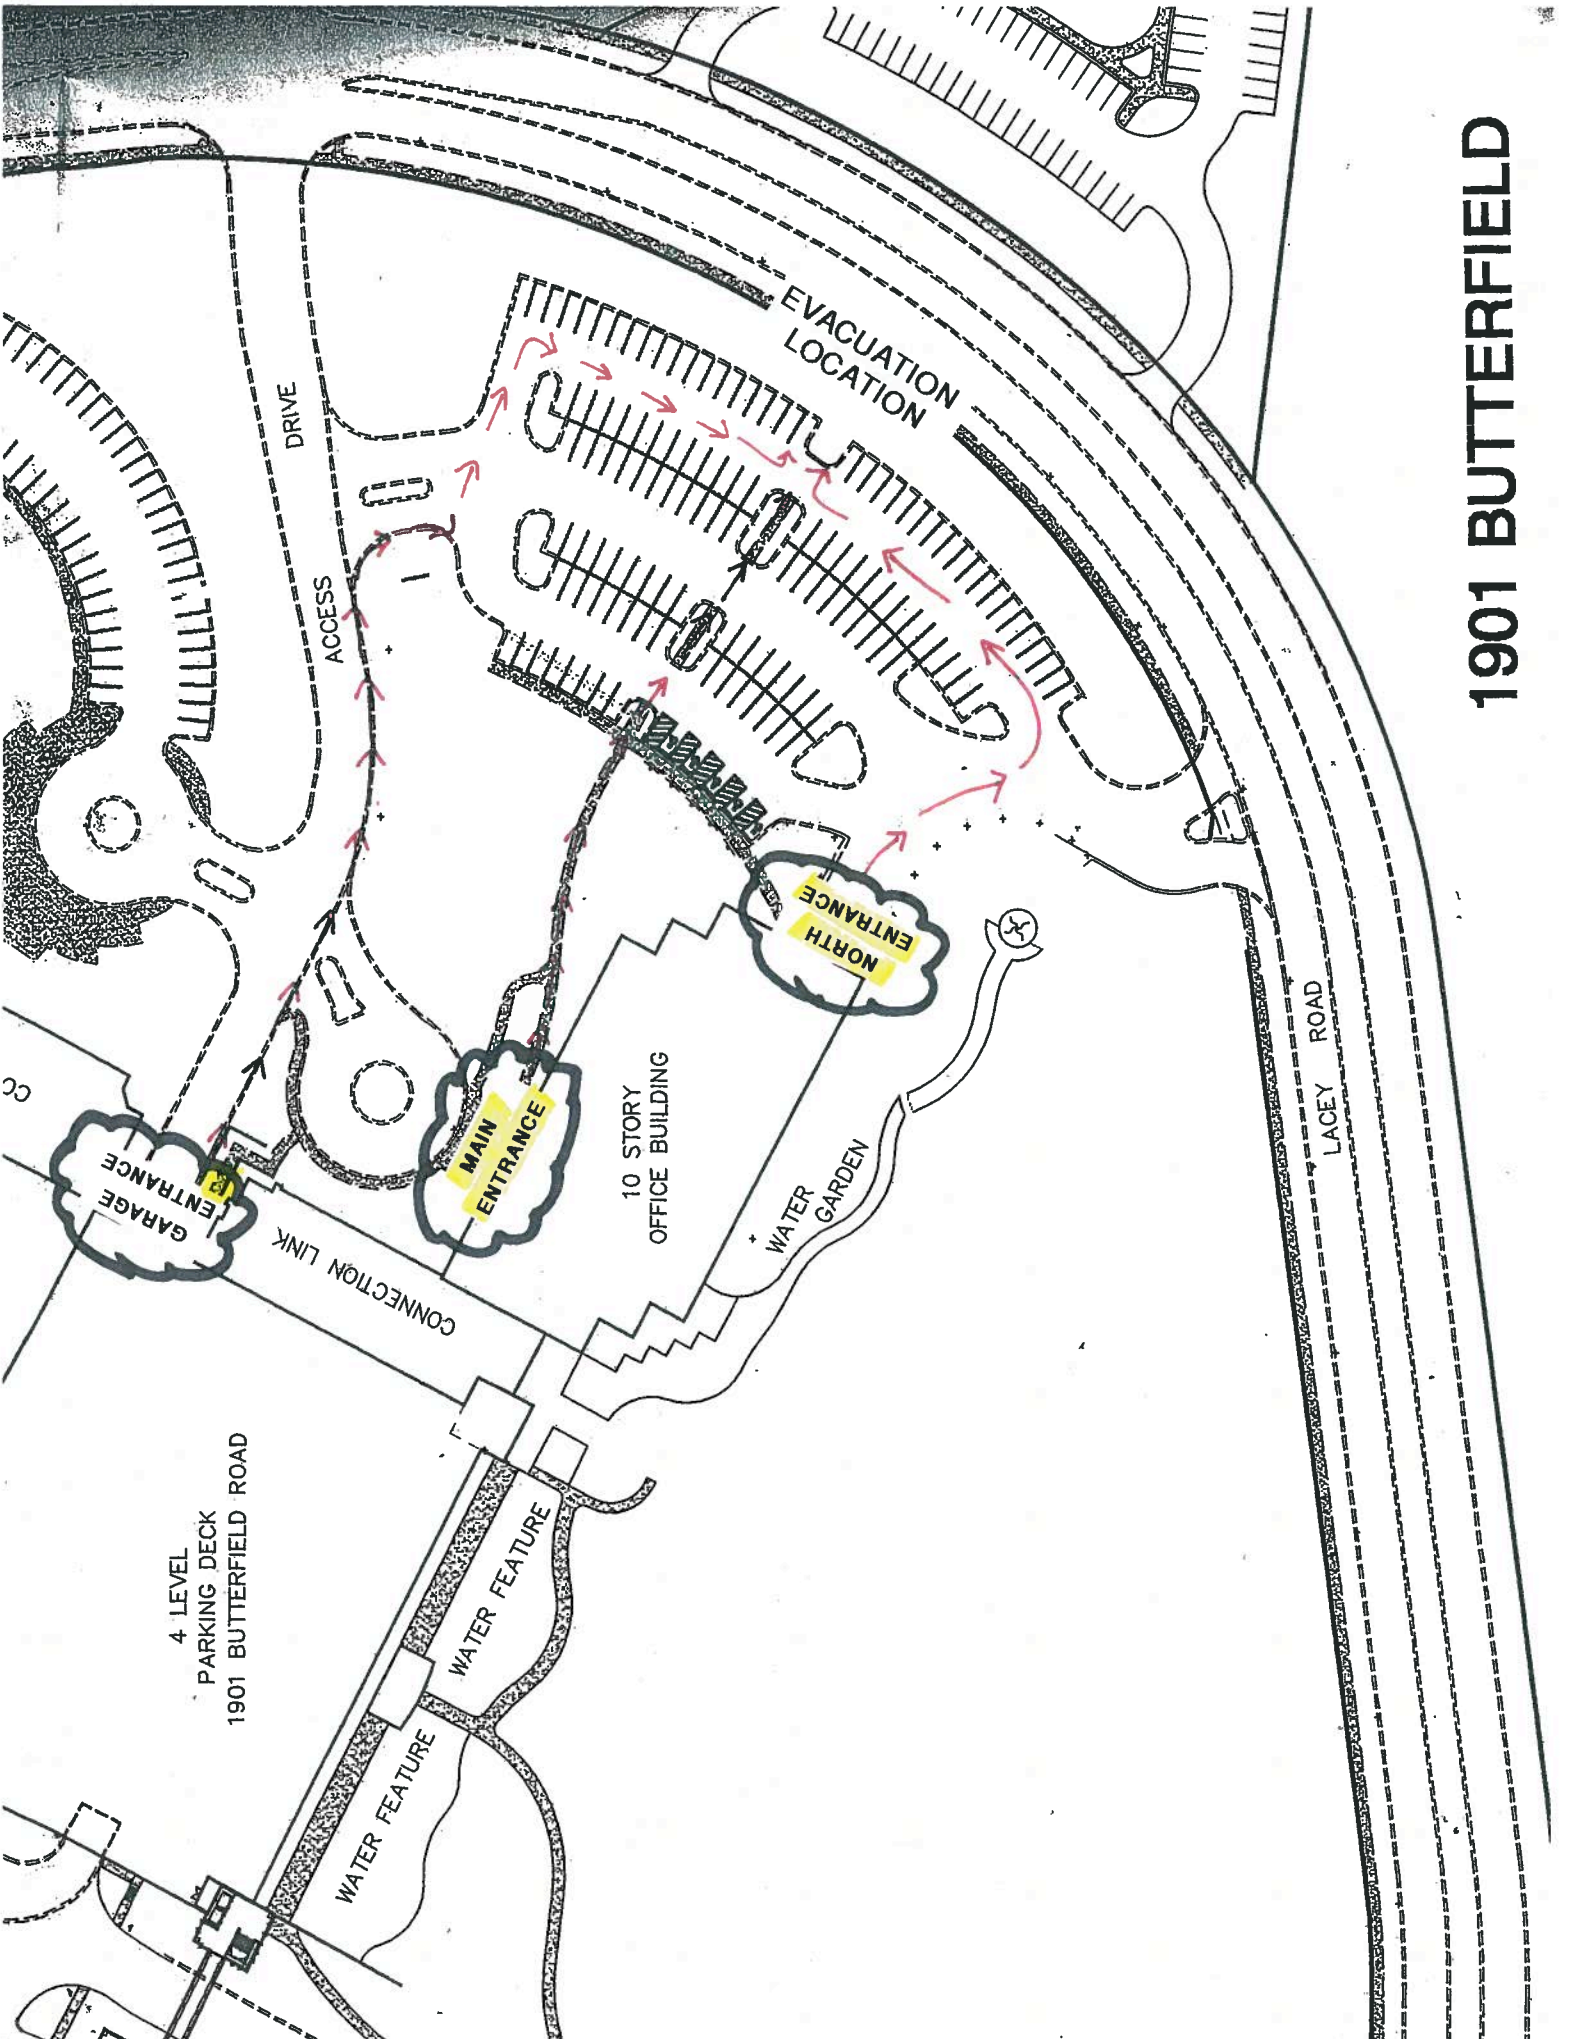 1901 BUTTERFIELD
EVACUATION
LOCATION
ACCESS DRIVE
GARAGE
ENTRANCE
MAIN
ENTRANCE
NORTH
ENTRANCE
CONNECTION LINK
10 STORY
OFFICE BUILDING
WATER
GARDEN
LACEY ROAD
4 LEVEL
PARKING DECK
1901 BUTTERFIELD ROAD
WATER FEATURE
WATER FEATURE
CO